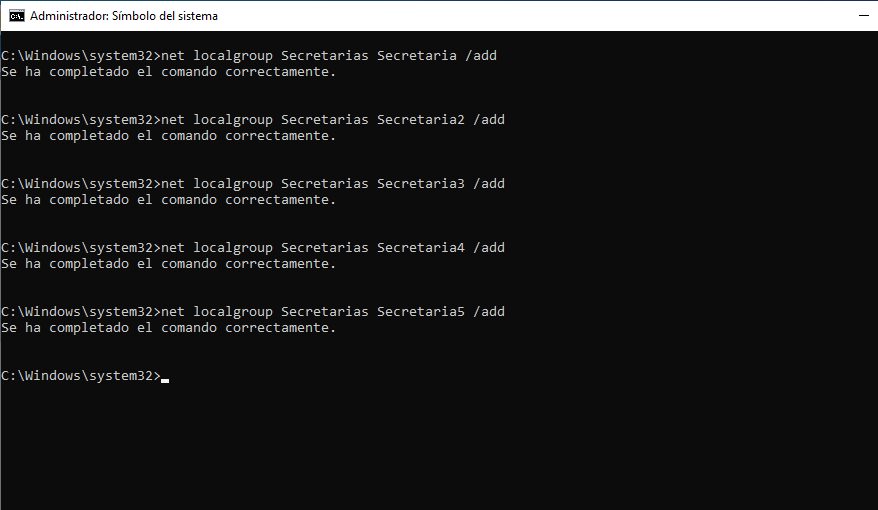 Administrador: Símbolo del sistema
C:\Windows\system32>net localgroup Secretarias Secretaria /add
Se ha completado el comando correctamente.
C:\Windows\system32>net localgroup Secretarias Secretaria2 /add
Se ha completado el comando correctamente.
C:\Windows\system32>net localgroup Secretarias Secretaria3 /add
Se ha completado el comando correctamente.
C:\Windows\system32>net localgroup Secretarias Secretaria4 /add
Se ha completado el comando correctamente.
C:\Windows\system32>net localgroup Secretarias Secretaria5 /add
Se ha completado el comando correctamente.
C:\Windows\system32>